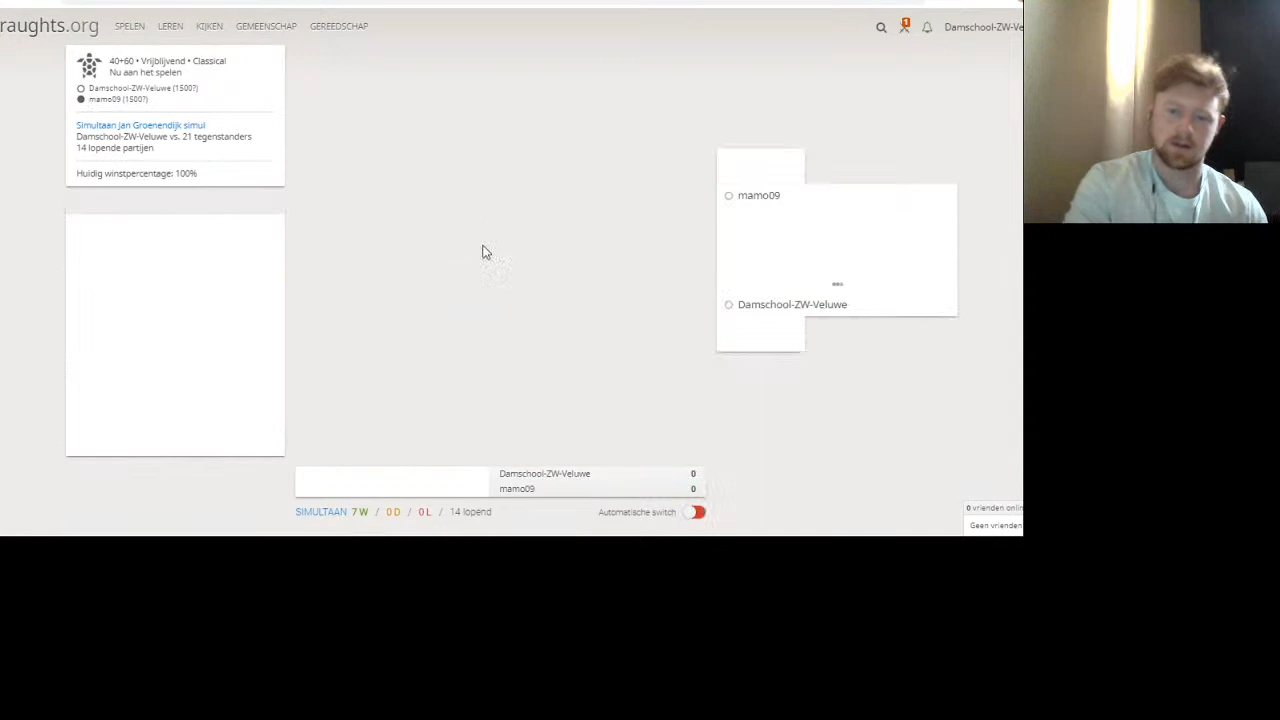 raughts.org SPELEN LEREN KIJKEN GEMEENSCHAP GEREEDSCHAP 1 Damschool-ZW-Ve
40+60 • Vrijblijvend • Classical
Nu aan het spelen
Damschool-ZW-Veluwe (1500?)
mamo09 (1500?)
Simultaan Jan Groenendijk simul
Damschool-ZW-Veluwe vs. 21 tegenstanders
14 lopende partijen
Huidig winstpercentage: 100%
mamo09
Damschool-ZW-Veluwe
Damschool-ZW-Veluwe 0
mamo09 0
SIMULTAAN 7 W / 0 D / 0 L / 14 lopend Automatische switch
0 vrienden onlin
Geen vrienden